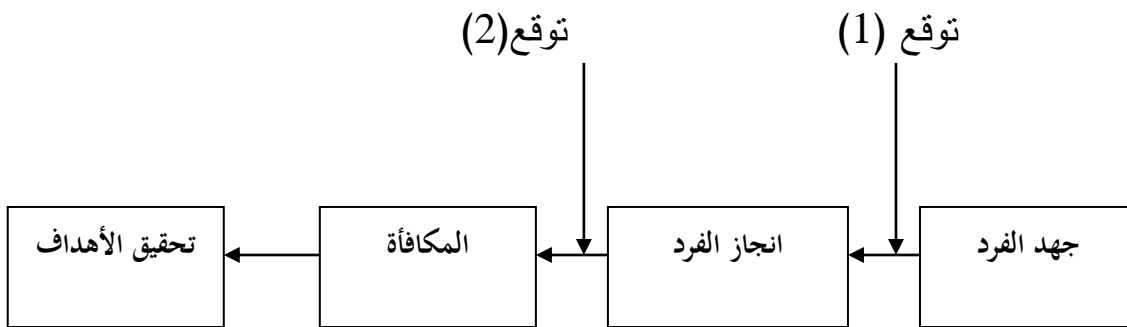 توقع (1)
توقع(2)
جهد الفرد
انجاز الفرد
المكافأة
تحقيق الأهداف